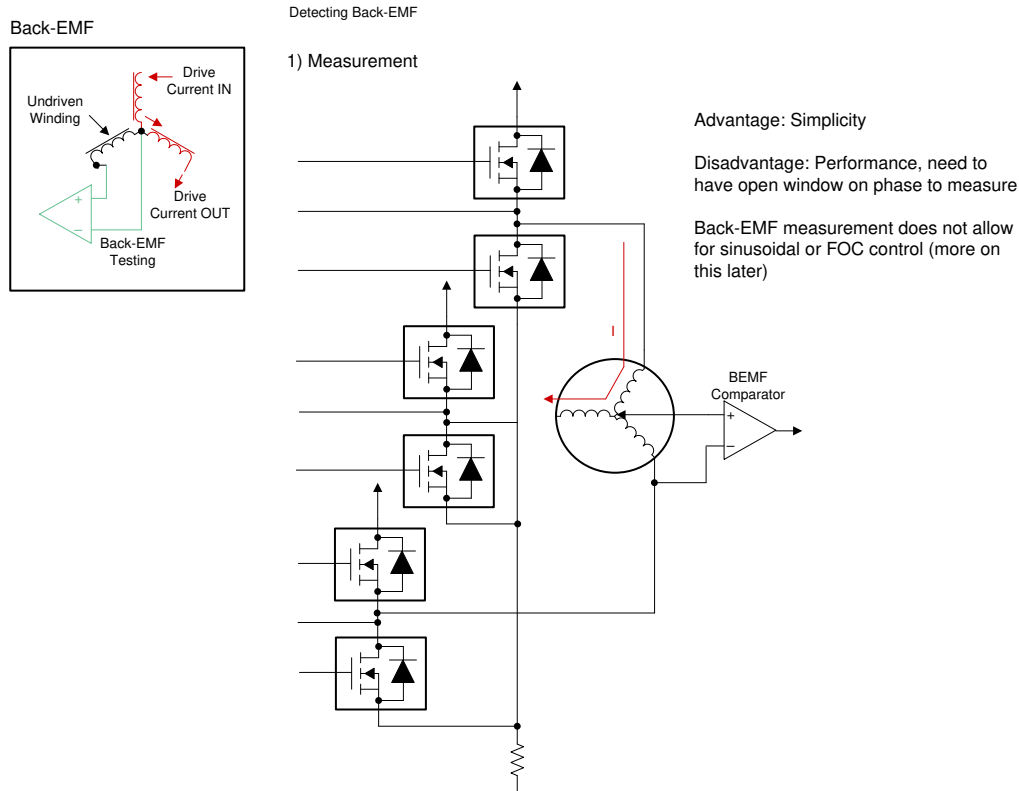 Back-EMF
Drive
Current IN
Undriven
Winding
+
−
Drive
Current OUT
Back-EMF
Testing
Detecting Back-EMF
1) Measurement
I
BEMF
Comparator
+
−
Advantage: Simplicity
Disadvantage: Performance, need to
have open window on phase to measure
Back-EMF measurement does not allow
for sinusoidal or FOC control (more on
this later)